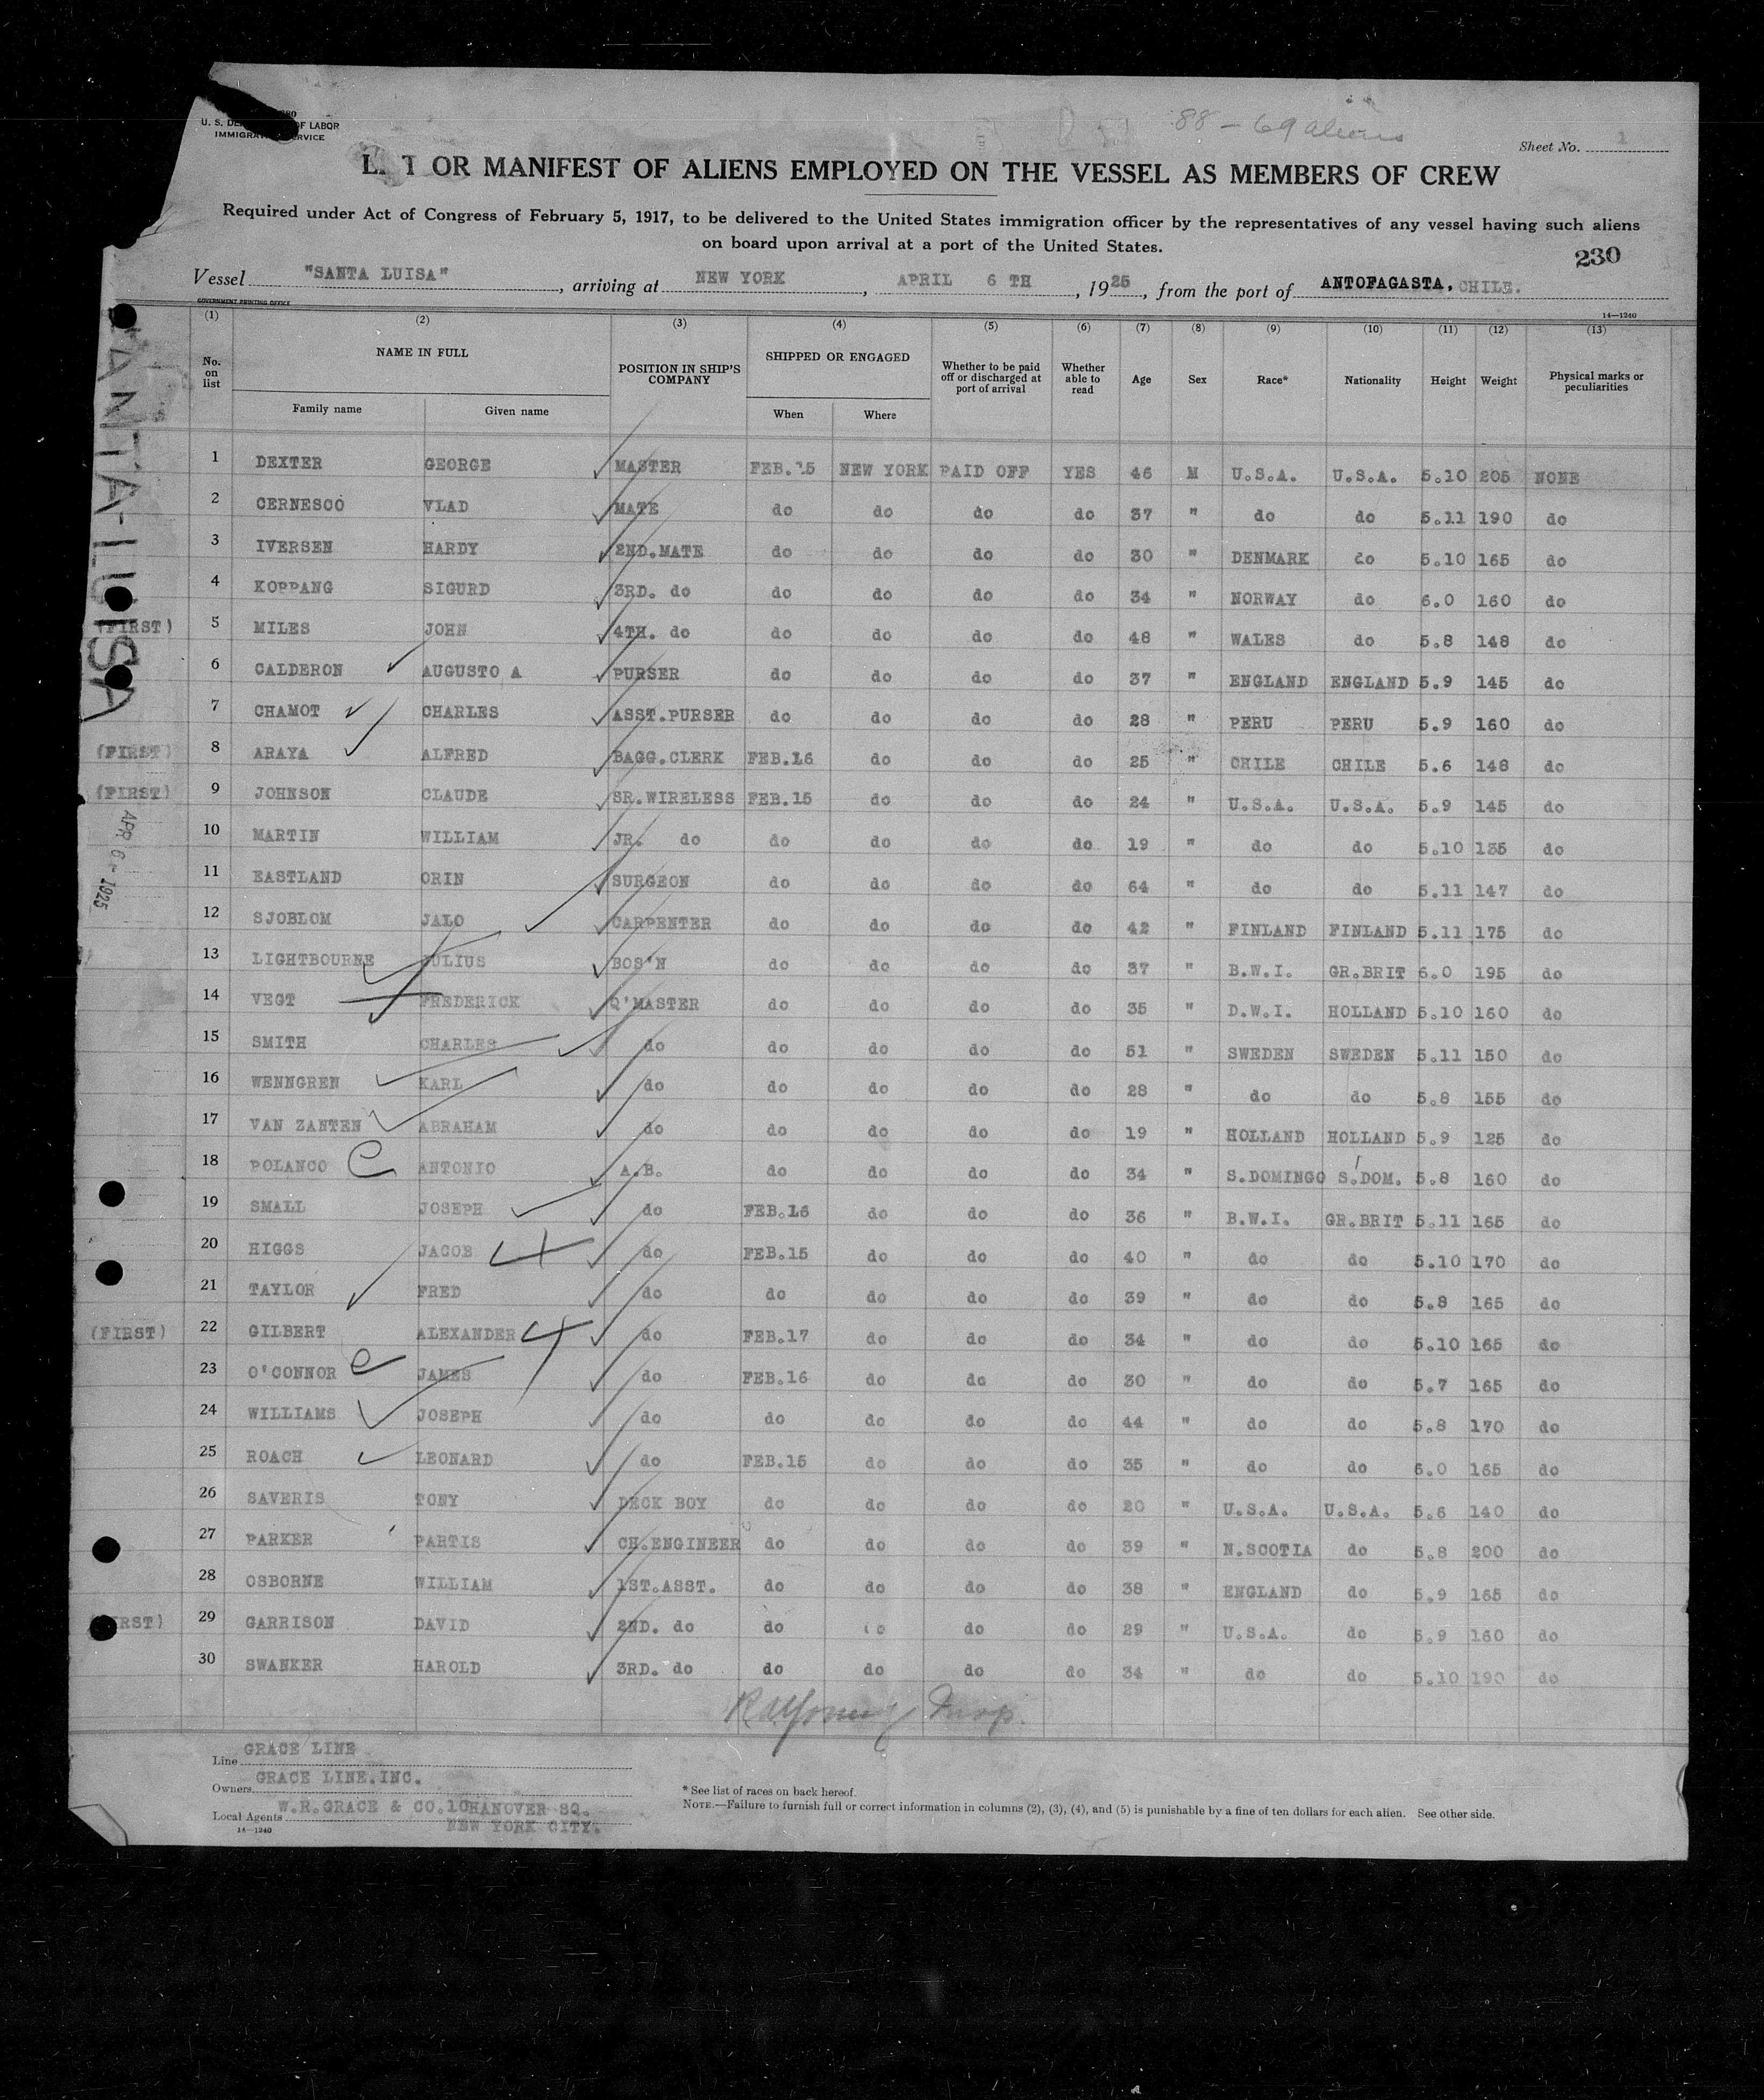 U. S. DE OF LABOR
IMMIGRA SERVICE
88 - 69 aliens
Sheet No. 1
L T OR MANIFEST OF ALIENS EMPLOYED ON THE VESSEL AS MEMBERS OF CREW
Required under Act of Congress of February 5, 1917, to be delivered to the United States immigration officer by the representatives of any vessel having such aliens
on board upon arrival at a port of the United States.
230
Vessel "SANTA LUISA", arriving at NEW YORK, APRIL 6 TH, 1925, from the port of ANTOFAGASTA, CHILE.
GOVERNMENT PRINTING OFFICE
14—1240
(1) (2) (3) (4) (5) (6) (7) (8) (9) (10) (11) (12) (13)
No. on list NAME IN FULL POSITION IN SHIP'S COMPANY SHIPPED OR ENGAGED Whether to be paid off or discharged at port of arrival Whether able to read Age Sex Race* Nationality Height Weight Physical marks or peculiarities
Family name Given name When Where
1 DEXTER GEORGE MASTER FEB.15 NEW YORK PAID OFF YES 46 M U.S.A. U.S.A. 5.10 205 NONE
2 CERNESCO VLAD MATE do do do do 37 " do do 5.11 190 do
3 IVERSEN HARDY 2ND.MATE do do do do 30 " DENMARK do 5.10 165 do
4 KOPPANG SIGURD 3RD. do do do do do 34 " NORWAY do 6.0 160 do
(FIRST) 5 MILES JOHN 4TH. do do do do do 48 " WALES do 5.8 148 do
6 CALDERON AUGUSTO A PURSER do do do do 37 " ENGLAND ENGLAND 5.9 145 do
7 CHAMOT CHARLES ASST.PURSER do do do do 28 " PERU PERU 5.9 160 do
(FIRST) 8 ARAYA ALFRED BAGG.CLERK FEB.16 do do do 25 " CHILE CHILE 5.6 148 do
(FIRST) 9 JOHNSON CLAUDE SR.WIRELESS FEB.15 do do do 24 " U.S.A. U.S.A. 5.9 145 do
10 MARTIN WILLIAM JR. do do do do do 19 " do do 5.10 135 do
11 EASTLAND ORIN SURGEON do do do do 64 " do do 5.11 147 do
12 SJOBLOM JALO CARPENTER do do do do 42 " FINLAND FINLAND 5.11 175 do
13 LIGHTBOURNE JULIUS BOS'N do do do do 37 " B.W.I. GR.BRIT 6.0 195 do
14 VEGT FREDERICK Q'MASTER do do do do 35 " D.W.I. HOLLAND 5.10 160 do
15 SMITH CHARLES do do do do do 51 " SWEDEN SWEDEN 5.11 150 do
16 WENNGREN KARL do do do do do 28 " do do 5.8 155 do
17 VAN ZANTEN ABRAHAM do do do do do 19 " HOLLAND HOLLAND 5.9 125 do
18 POLANCO ANTONIO A.B. do do do do 34 " S.DOMINGO S.DOM. 5.8 160 do
19 SMALL JOSEPH do FEB.16 do do do 36 " B.W.I. GR.BRIT 5.11 165 do
20 HIGGS JACOB do FEB.15 do do do 40 " do do 5.10 170 do
21 TAYLOR FRED do do do do do 39 " do do 5.8 165 do
(FIRST) 22 GILBERT ALEXANDER do FEB.17 do do do 34 " do do 5.10 165 do
23 O'CONNOR JAMES do FEB.16 do do do 30 " do do 5.7 165 do
24 WILLIAMS JOSEPH do do do do do 44 " do do 5.8 170 do
25 ROACH LEONARD do FEB.15 do do do 35 " do do 6.0 165 do
26 SAVERIS TONY DECK BOY do do do do 20 " U.S.A. U.S.A. 5.6 140 do
27 PARKER PARTIS CH.ENGINEER do do do do 39 " N.SCOTIA do 5.8 200 do
28 OSBORNE WILLIAM 1ST.ASST. do do do do 38 " ENGLAND do 5.9 165 do
RST) 29 GARRISON DAVID 2ND. do do do do do 29 " U.S.A. do 5.9 160 do
30 SWANKER HAROLD 3RD. do do do do do 34 " do do 5.10 190 do
SANTA-LUISA
APR 6 - 1925
Insp.
Line GRACE LINE
Owners GRACE LINE.INC.
Local Agents W.R.GRACE & CO.10HANOVER SQ.
NEW YORK CITY.
14—1240
* See list of races on back hereof.
NOTE.—Failure to furnish full or correct information in columns (2), (3), (4), and (5) is punishable by a fine of ten dollars for each alien. See other side.